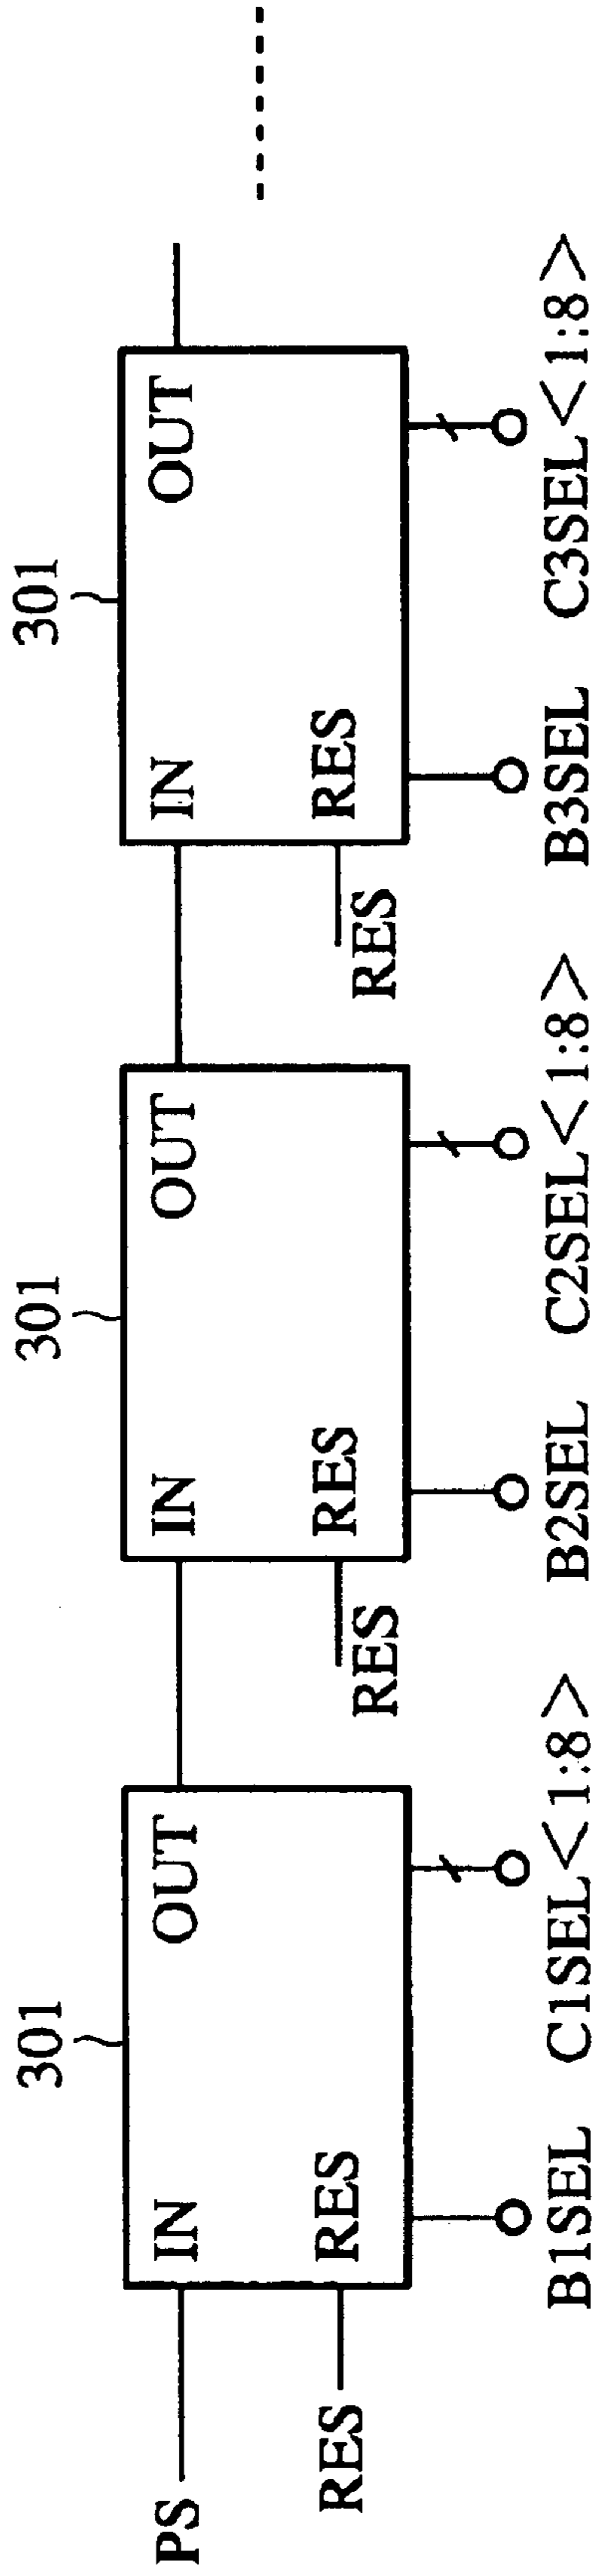 301
301
301
PS
IN
OUT
IN
OUT
IN
OUT
RES
RES
RES
RES
RES
RES
B1SEL
C1SEL<1:8>
B2SEL
C2SEL<1:8>
B3SEL
C3SEL<1:8>